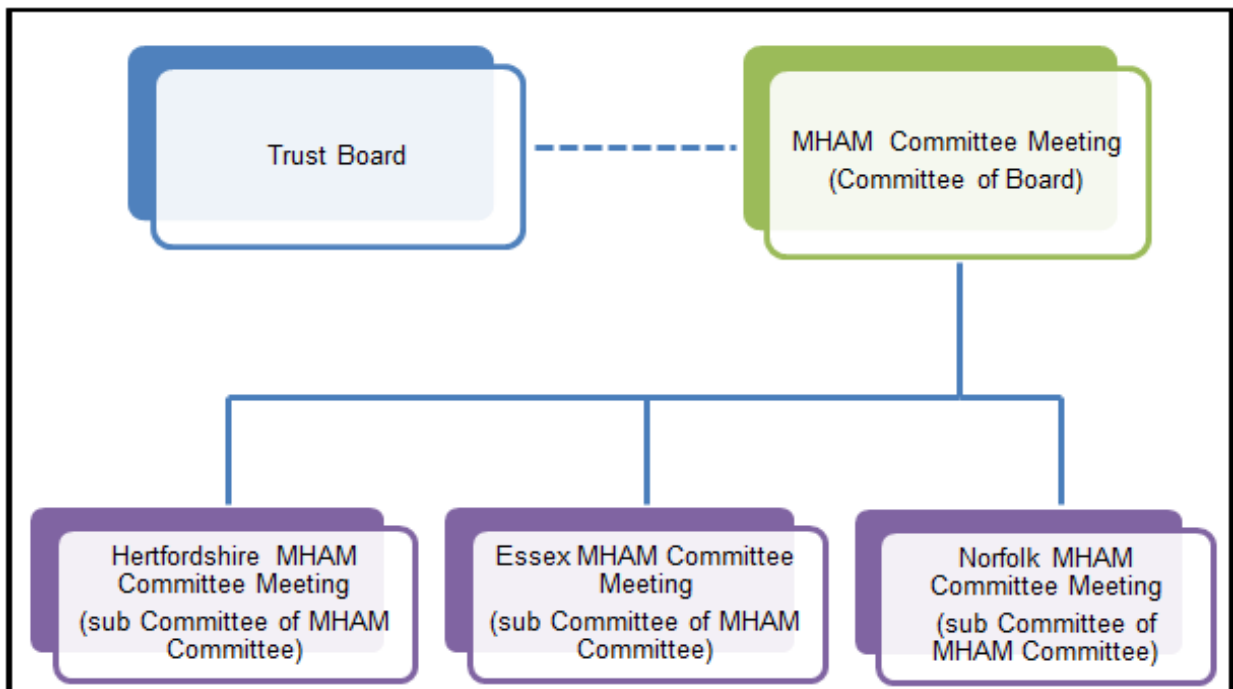 Trust Board
MHAM Committee Meeting
(Committee of Board)
Hertfordshire MHAM
Committee Meeting
(sub Committee of MHAM
Committee)
Essex MHAM Committee
Meeting
(sub Committee of MHAM
Committee)
Norfolk MHAM
Committee Meeting
(sub Committee of
MHAM Committee)